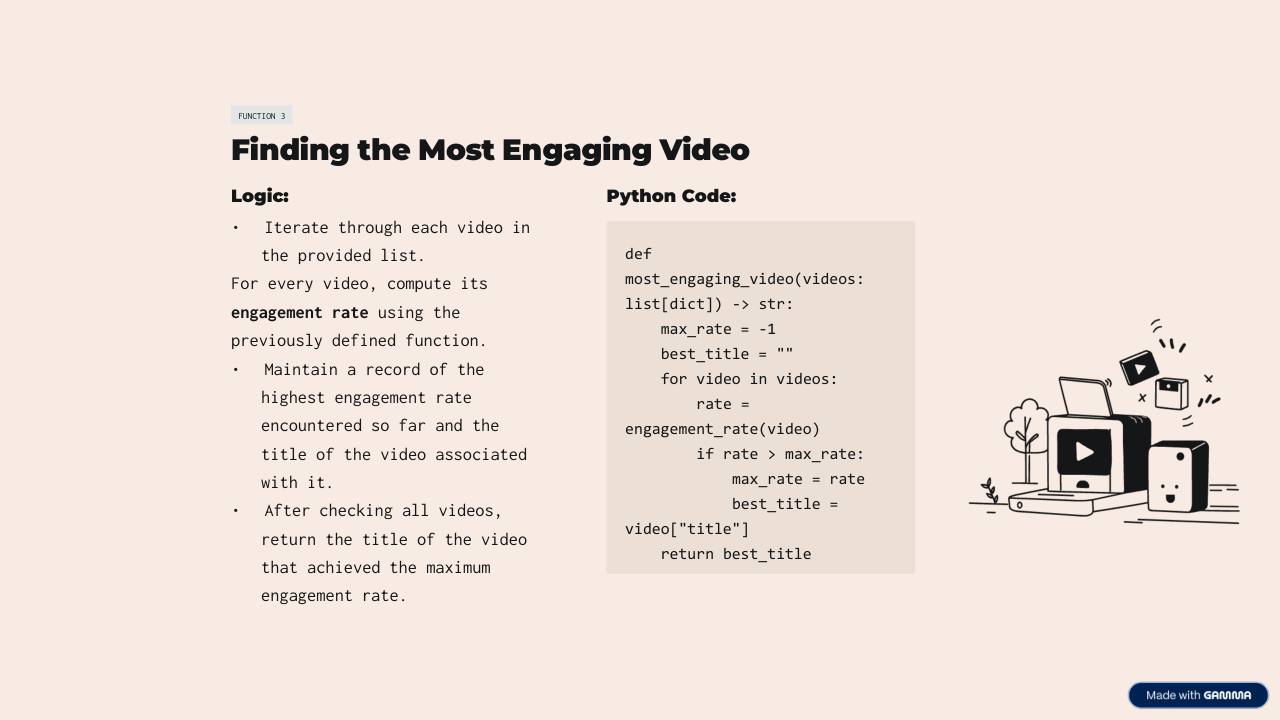 FUNCTION 3
Finding the Most Engaging Video
Logic:
• Iterate through each video in
the provided list.
For every video, compute its
engagement rate using the
previously defined function.
• Maintain a record of the
highest engagement rate
encountered so far and the
title of the video associated
with it.
• After checking all videos,
return the title of the video
that achieved the maximum
engagement rate.
Python Code:
def
most_engaging_video(videos:
list[dict]) -> str:
    max_rate = -1
    best_title = ""
    for video in videos:
        rate =
engagement_rate(video)
        if rate > max_rate:
            max_rate = rate
            best_title =
video["title"]
    return best_title
Made with GAMMA